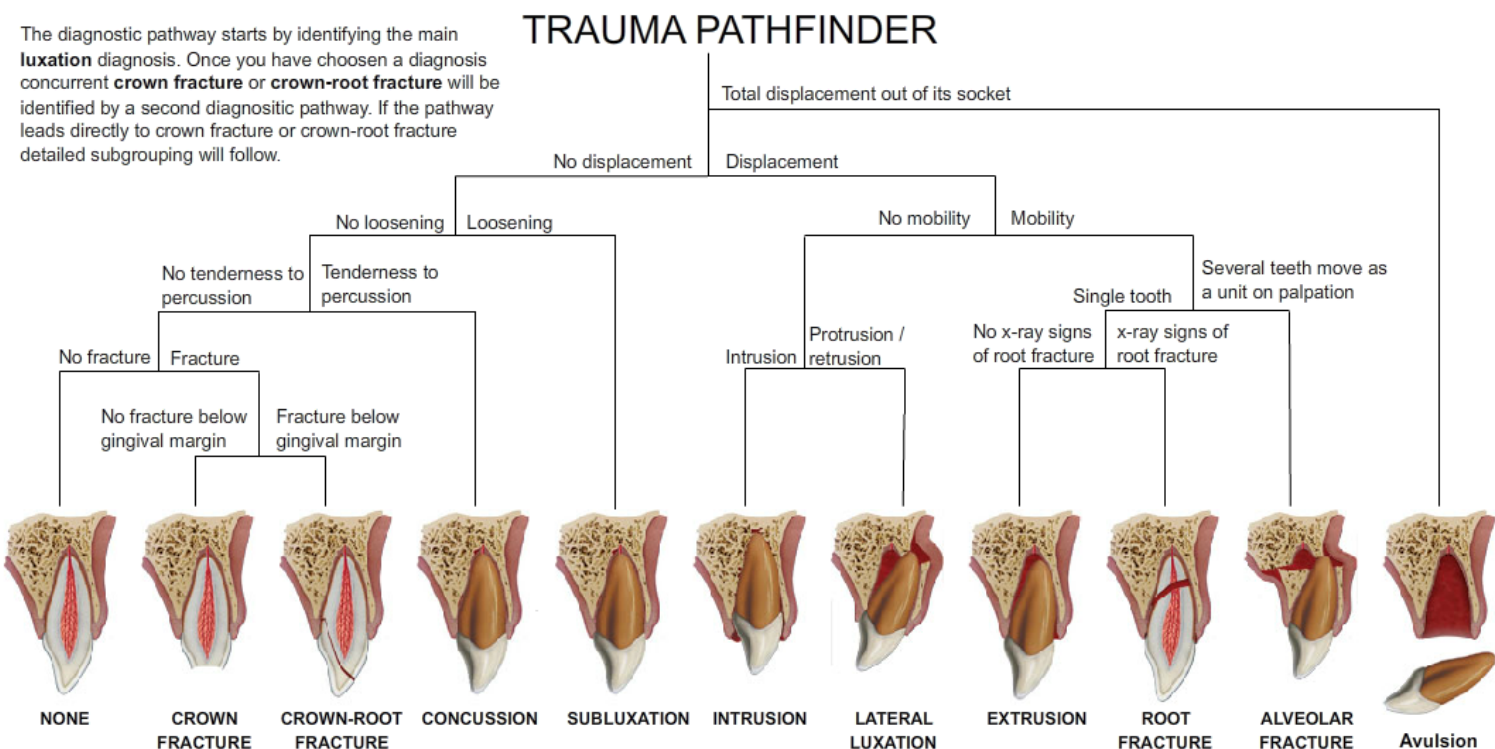 TRAUMA PATHFINDER
The diagnostic pathway starts by identifying the main
luxation diagnosis. Once you have choosen a diagnosis
concurrent crown fracture or crown-root fracture will be
identified by a second diagnositic pathway. If the pathway
leads directly to crown fracture or crown-root fracture
detailed subgrouping will follow.
Total displacement out of its socket
No displacement
Displacement
No loosening
Loosening
No mobility
Mobility
No tenderness to
percussion
Tenderness to
percussion
Single tooth
Several teeth move as
a unit on palpation
No fracture
Fracture
Intrusion
Protrusion /
retrusion
No x-ray signs
of root fracture
x-ray signs of
root fracture
No fracture below
gingival margin
Fracture below
gingival margin
NONE
CROWN
FRACTURE
CROWN-ROOT
FRACTURE
CONCUSSION
SUBLUXATION
INTRUSION
LATERAL
LUXATION
EXTRUSION
ROOT
FRACTURE
ALVEOLAR
FRACTURE
Avulsion